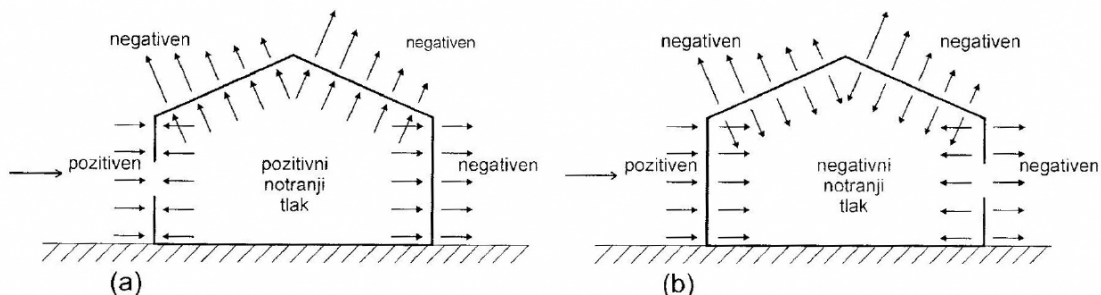 negativen
negativen
pozitiven
pozitivni
notranji
tlak
negativen
(a)
negativen
negativen
pozitiven
negativni
notranji
tlak
negativen
(b)